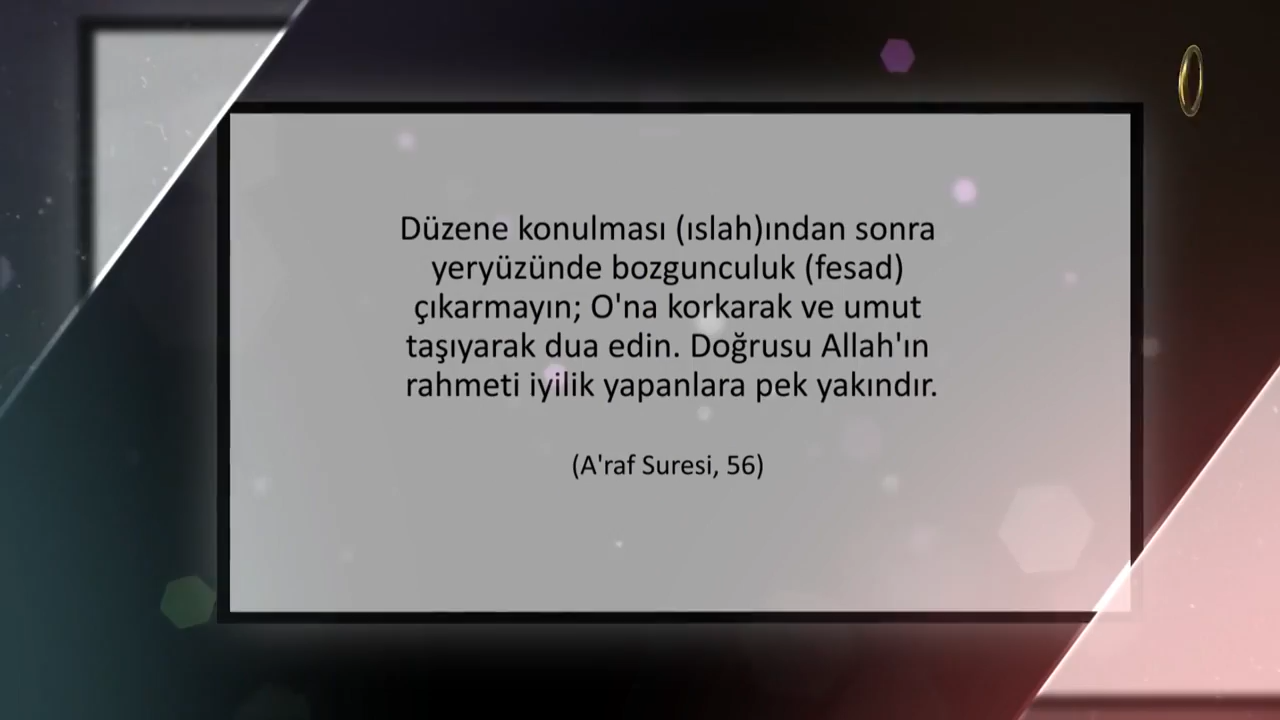 Düzene konulması (ıslah)ından sonra
yeryüzünde bozgunculuk (fesad)
çıkarmayın; O'na korkarak ve umut
taşıyarak dua edin. Doğrusu Allah'ın
rahmeti iyilik yapanlara pek yakındır.
(A'raf Suresi, 56)